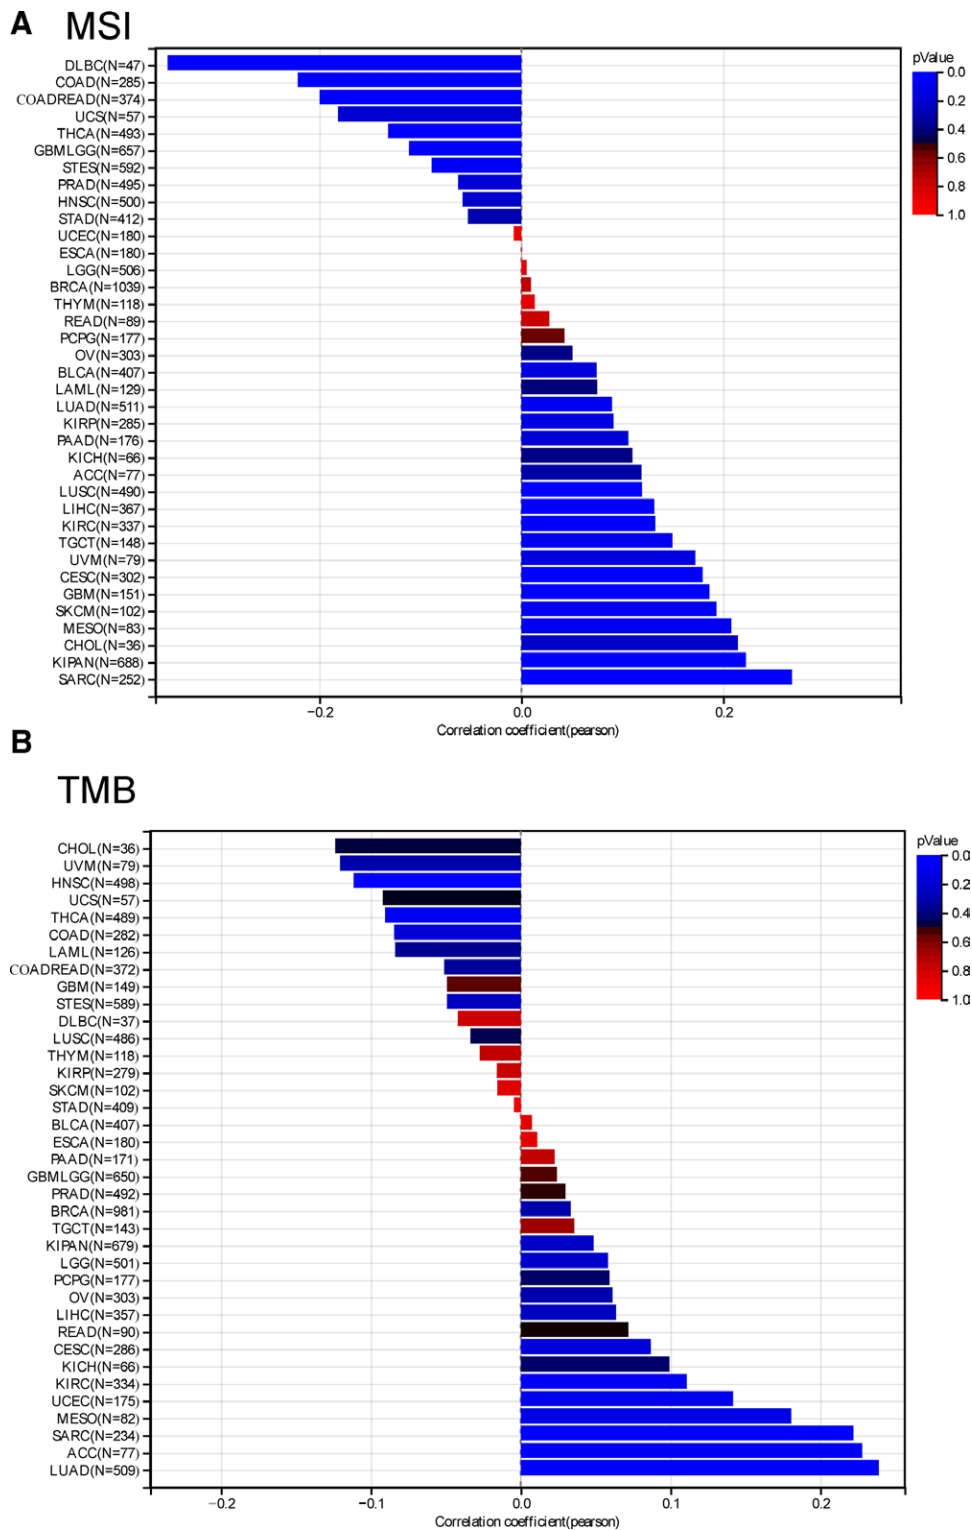 A MSI
DLBC(N=47)
COAD(N=285)
COADREAD(N=374)
UCS(N=57)
THCA(N=493)
GBMLGG(N=657)
STES(N=592)
PRAD(N=495)
HNSC(N=500)
STAD(N=412)
UCEC(N=180)
ESCA(N=180)
LGG(N=506)
BRCA(N=1039)
THYM(N=118)
READ(N=89)
PCPG(N=177)
OV(N=303)
BLCA(N=407)
LAML(N=129)
LUAD(N=511)
KIRP(N=285)
PAAD(N=176)
KICH(N=66)
ACC(N=77)
LUSC(N=490)
LIHC(N=367)
KIRC(N=337)
TGCT(N=148)
UVM(N=79)
CESC(N=302)
GBM(N=151)
SKCM(N=102)
MESO(N=83)
CHOL(N=36)
KIPAN(N=688)
SARC(N=252)
−0.2 0.0 0.2
Correlation coefficient(pearson)
pValue
0.0
0.2
0.4
0.6
0.8
1.0
B
TMB
CHOL(N=36)
UVM(N=79)
HNSC(N=498)
UCS(N=57)
THCA(N=489)
COAD(N=282)
LAML(N=126)
COADREAD(N=372)
GBM(N=149)
STES(N=589)
DLBC(N=37)
LUSC(N=486)
THYM(N=118)
KIRP(N=279)
SKCM(N=102)
STAD(N=409)
BLCA(N=407)
ESCA(N=180)
PAAD(N=171)
GBMLGG(N=650)
PRAD(N=492)
BRCA(N=981)
TGCT(N=143)
KIPAN(N=679)
LGG(N=501)
PCPG(N=177)
OV(N=303)
LIHC(N=357)
READ(N=90)
CESC(N=286)
KICH(N=66)
KIRC(N=334)
UCEC(N=175)
MESO(N=82)
SARC(N=234)
ACC(N=77)
LUAD(N=509)
−0.2 −0.1 0.0 0.1 0.2
Correlation coefficient(pearson)
pValue
0.0
0.2
0.4
0.6
0.8
1.0